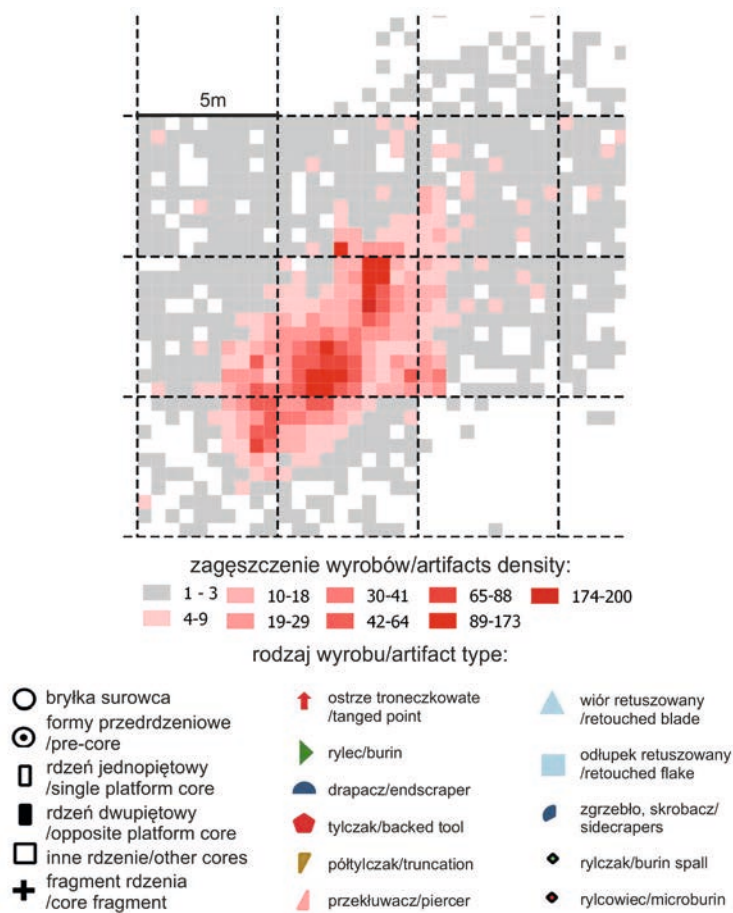 5m
zagęszczenie wyrobów/artifacts density:
1 - 3
10-18
30-41
65-88
174-200
4-9
19-29
42-64
89-173
rodzaj wyrobu/artifact type:
bryłka surowca
formy przedrdzeniowe
/pre-core
rdzeń jednopiętowy
/single platform core
rdzeń dwupiętowy
/opposite platform core
inne rdzenie/other cores
fragment rdzenia
/core fragment
ostrze troneczkowate
/tanged point
rylec/burin
drapacz/endscraper
tylczak/backed tool
półtylczak/truncation
przekłuwacz/piercer
wiór retuszowany
/retouched blade
odłupek retuszowany
/retouched flake
zgrzebło, skrobacz/
sidecrapers
rylczak/burin spall
rylcowiec/microburin